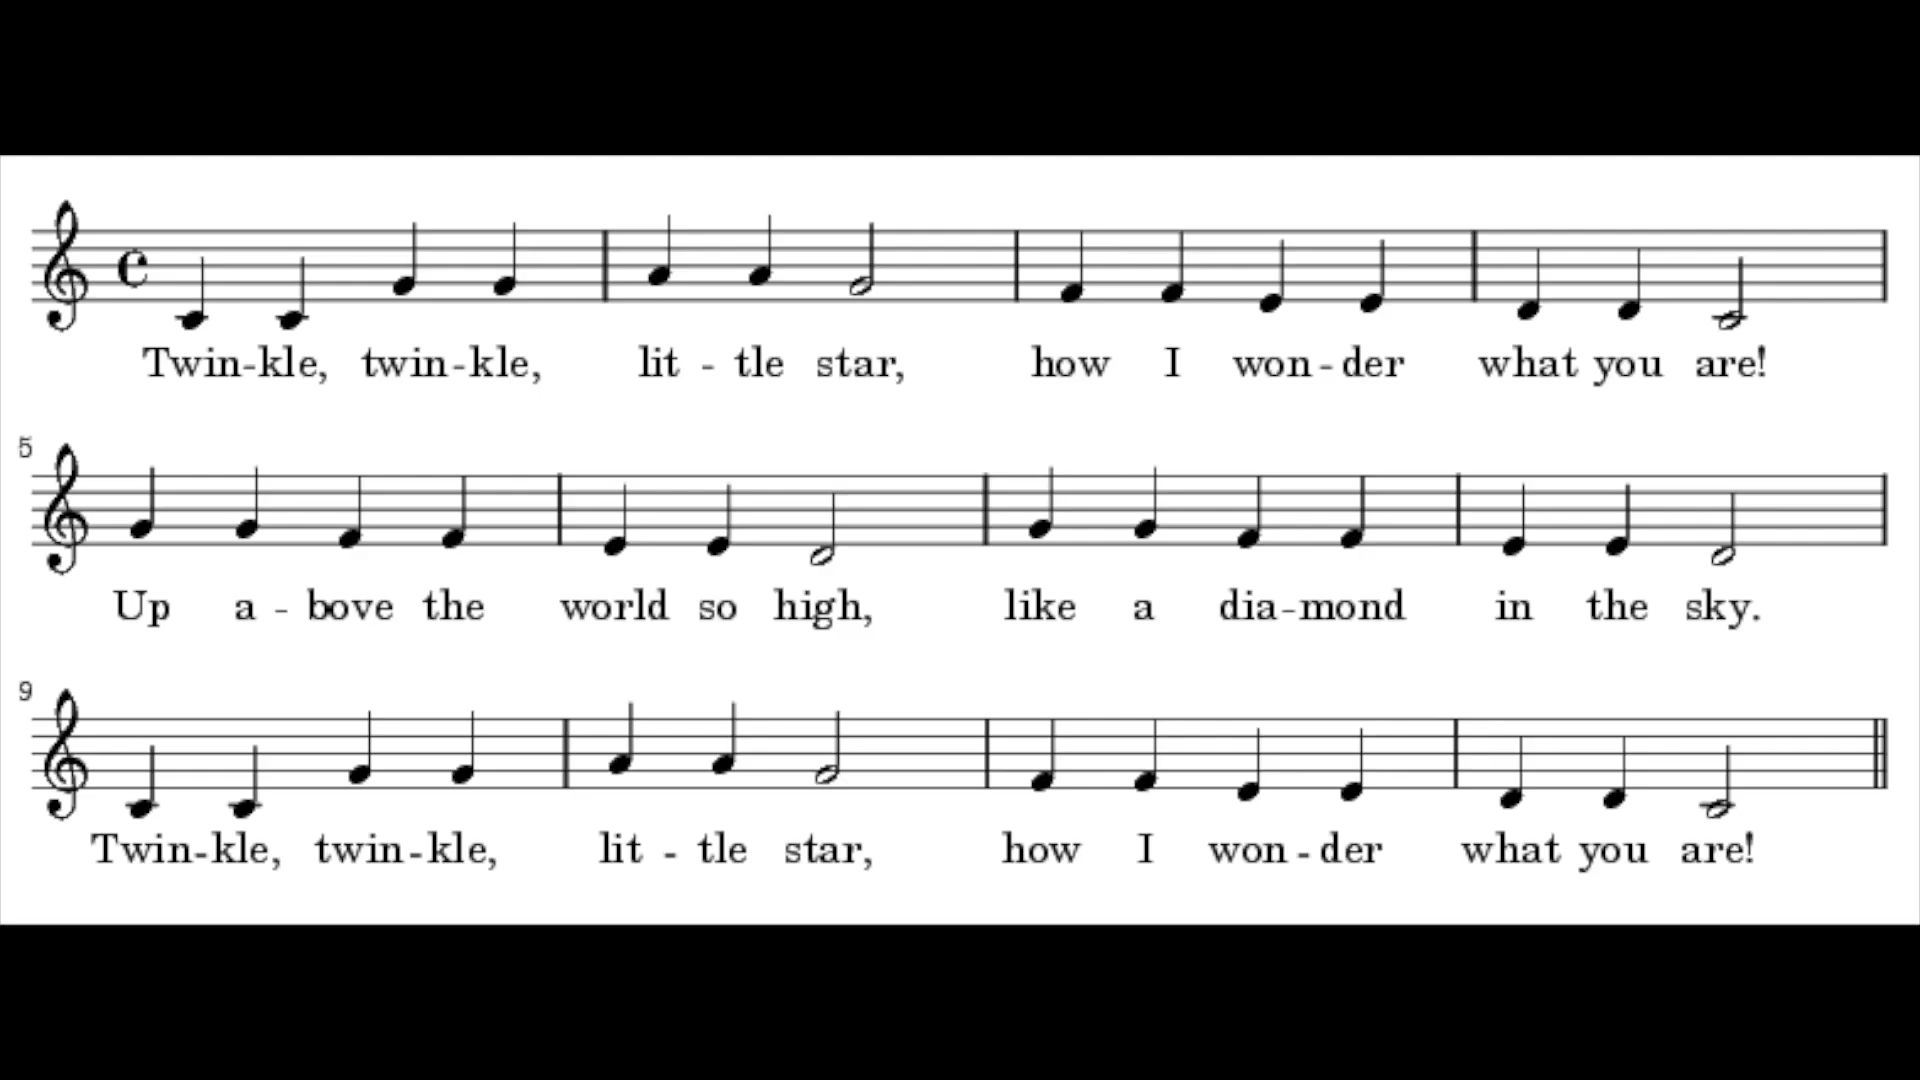 Twin-kle, twin-kle, lit - tle star, how I won-der what you are!
5
Up a - bove the world so high, like a dia-mond in the sky.
9
Twin-kle, twin-kle, lit - tle star, how I won-der what you are!